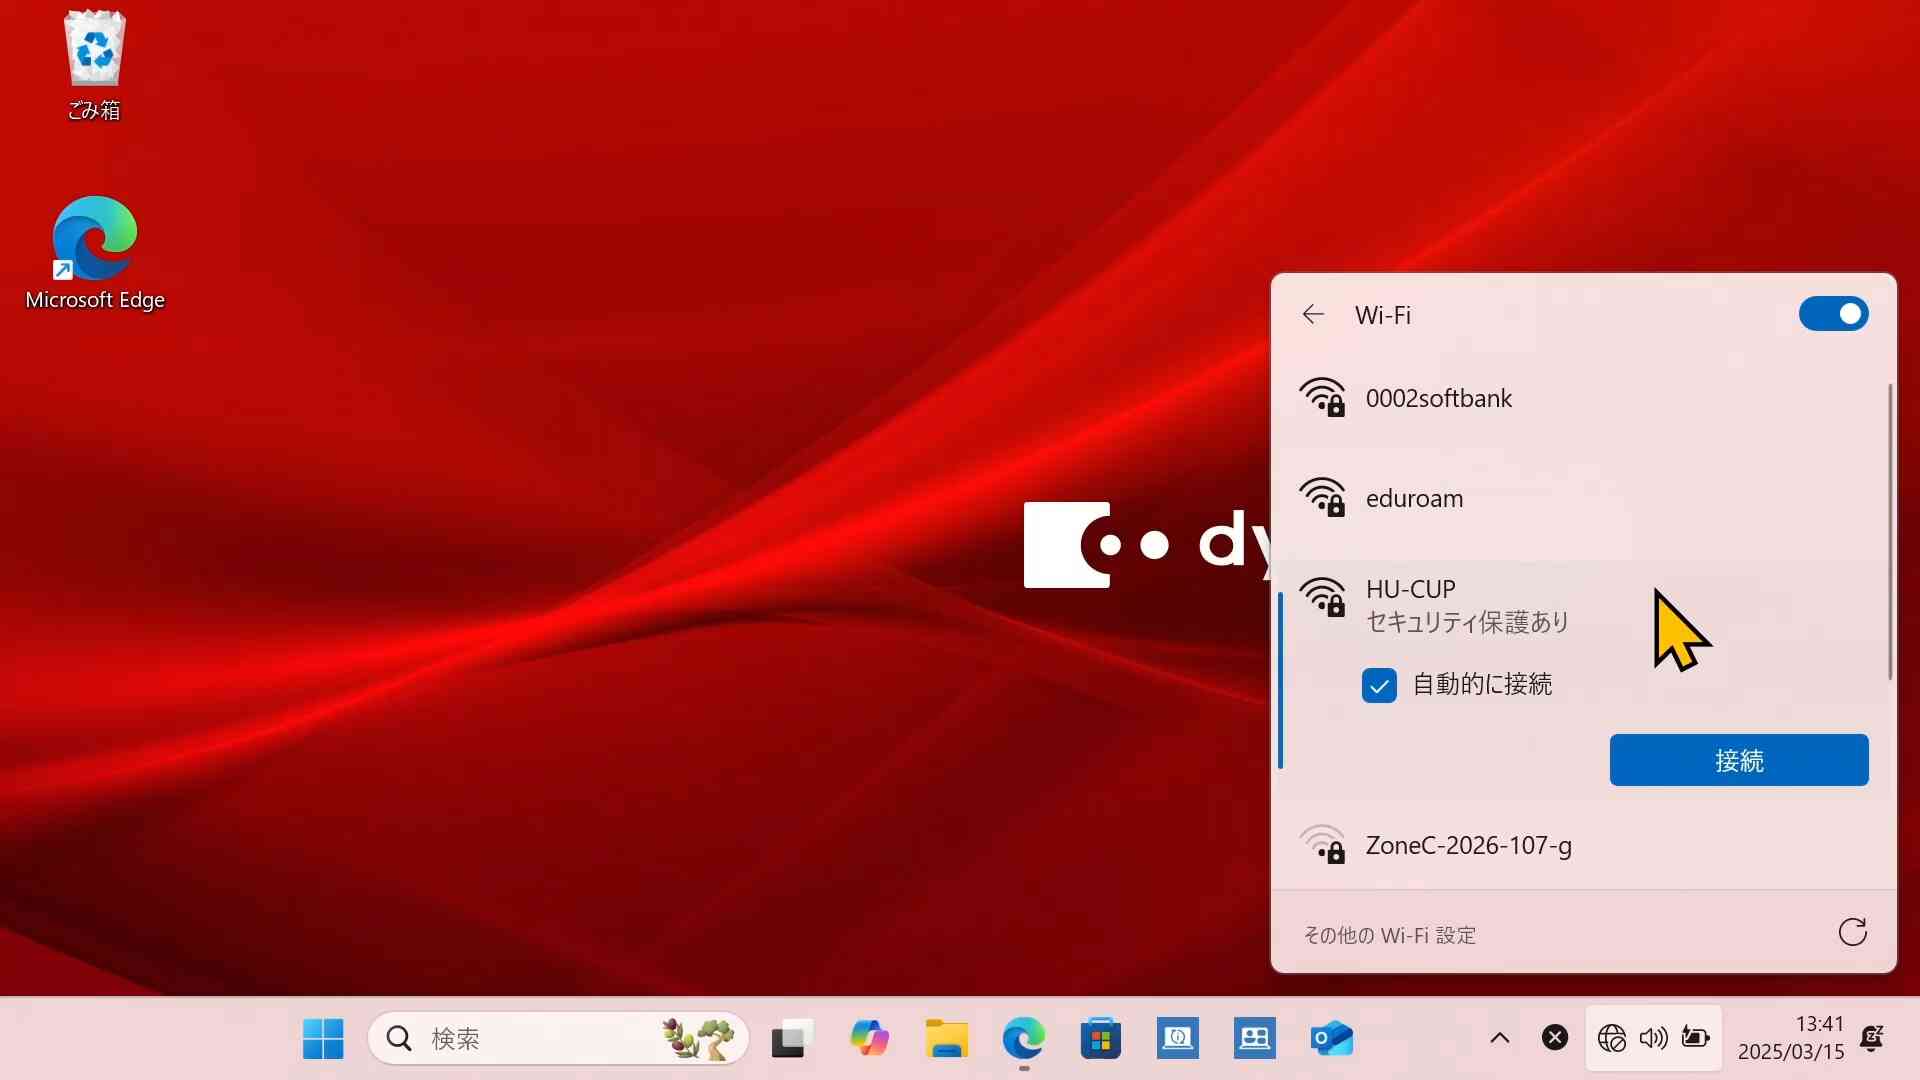 ごみ箱
Microsoft Edge
dy
Wi-Fi
0002softbank
eduroam
HU-CUP
セキュリティ保護あり
自動的に接続
接続
ZoneC-2026-107-g
その他の Wi-Fi 設定
検索
13:41
2025/03/15